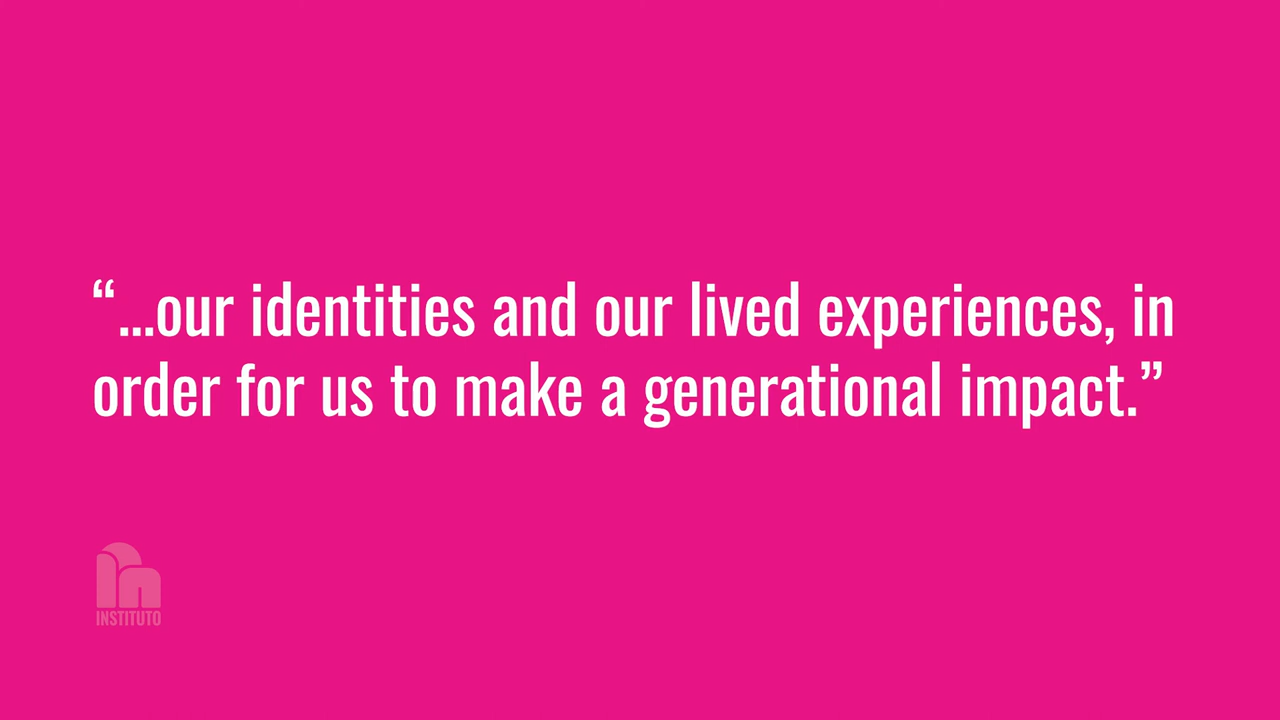 “...our identities and our lived experiences, in
order for us to make a generational impact.”
INSTITUTO